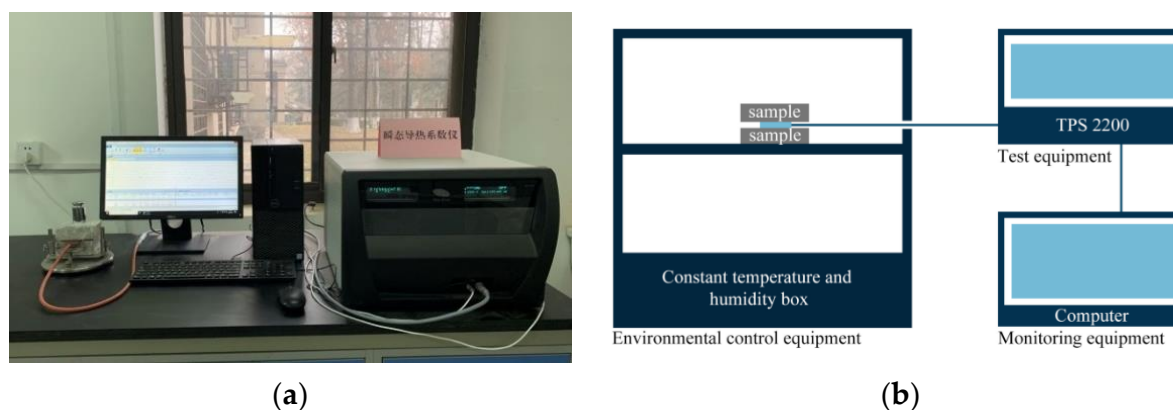 瞬态导热系数仪
sample
sample
TPS 2200
Test equipment
Constant temperature and
humidity box
Environmental control equipment
Computer
Monitoring equipment
(a)
(b)